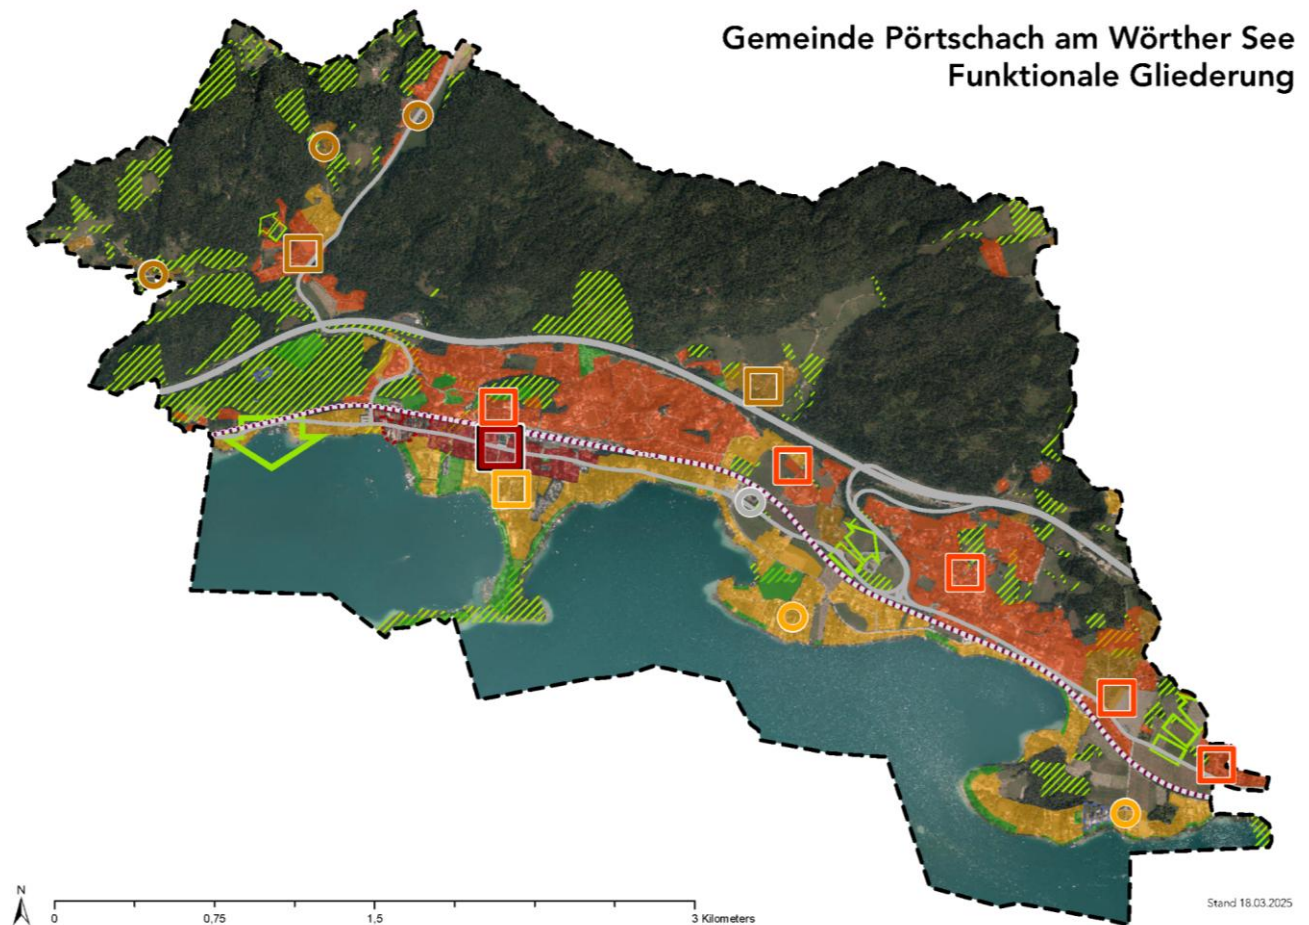 Gemeinde Pörtschach am Wörther See
Funktionale Gliederung
N
0 0,75 1,5 3 Kilometers
Stand 18.03.2025